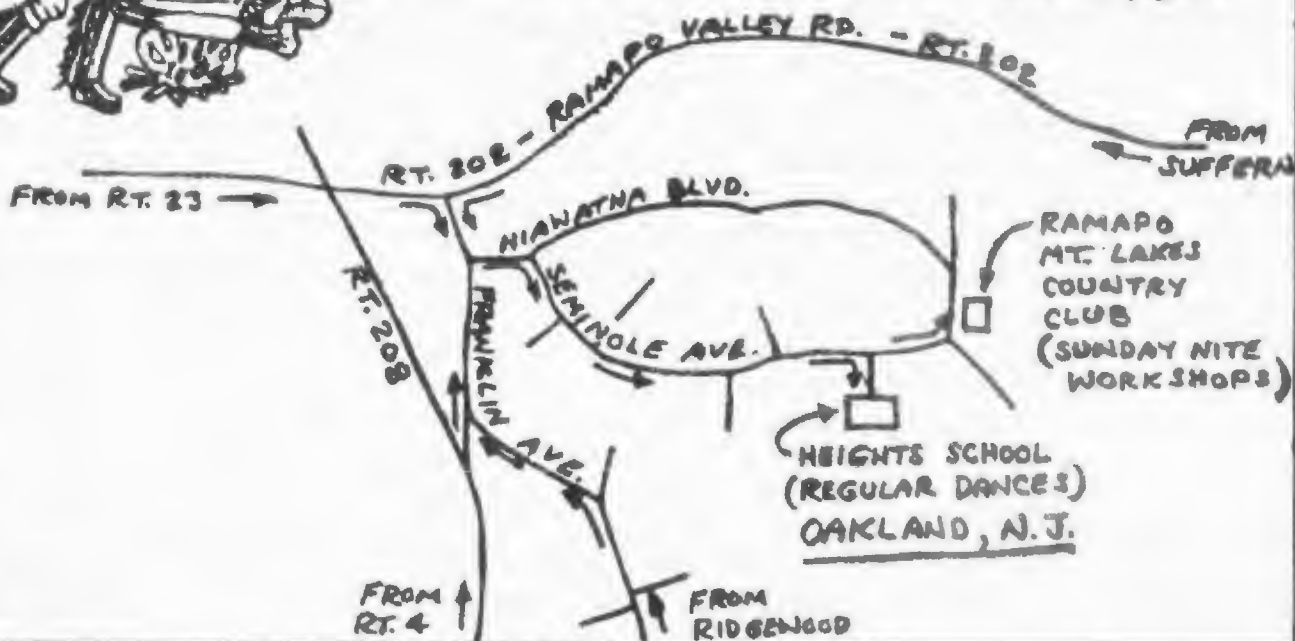 RT. 202 - RAMAPO VALLEY RD. - RT. 202
FROM
SUFFERN
FROM RT. 23
HIAWATHA BLVD.
RAMAPO
MT. LAKES
COUNTRY
CLUB
(SUNDAY NITE
WORKSHOPS)
RT. 208
FRANKLIN AVE.
SEMINOLE AVE.
HEIGHTS SCHOOL
(REGULAR DANCES)
OAKLAND, N.J.
FROM
RT. 4
FROM
RIDGEWOOD